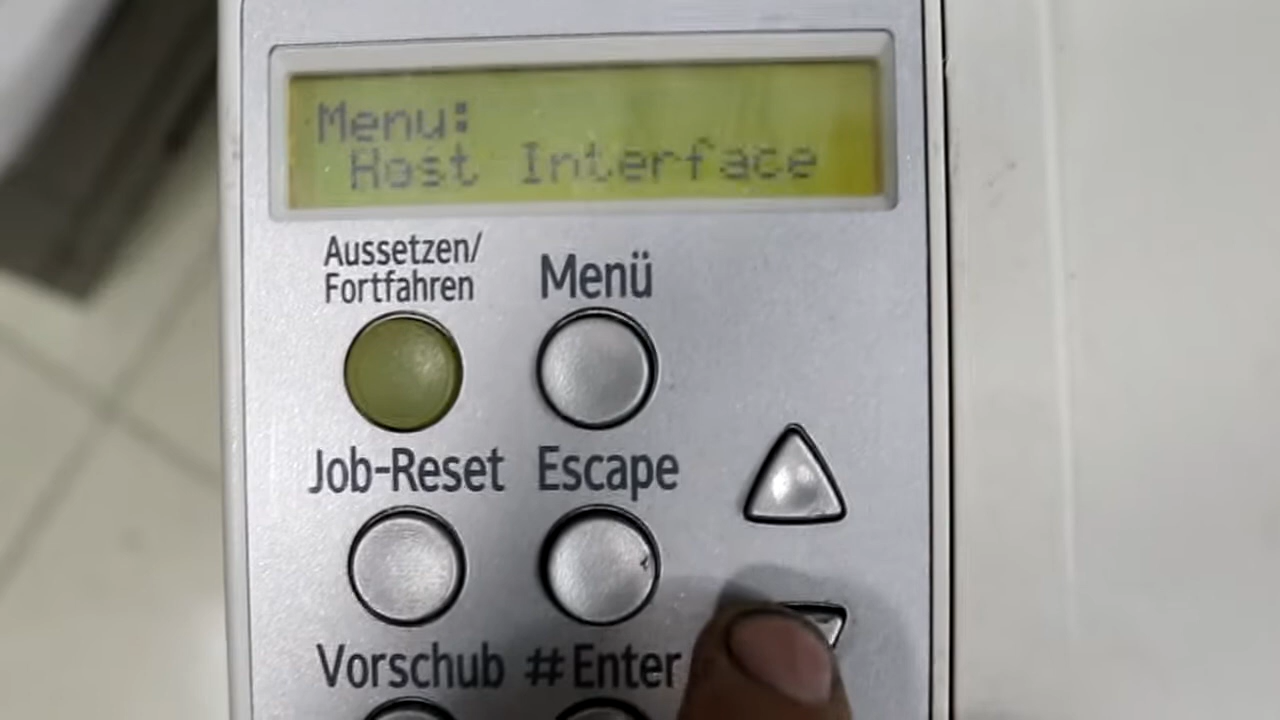 Menu:
Host Interface
Aussetzen/
Fortfahren
Menü
Job-Reset
Escape
Vorschub
#Enter